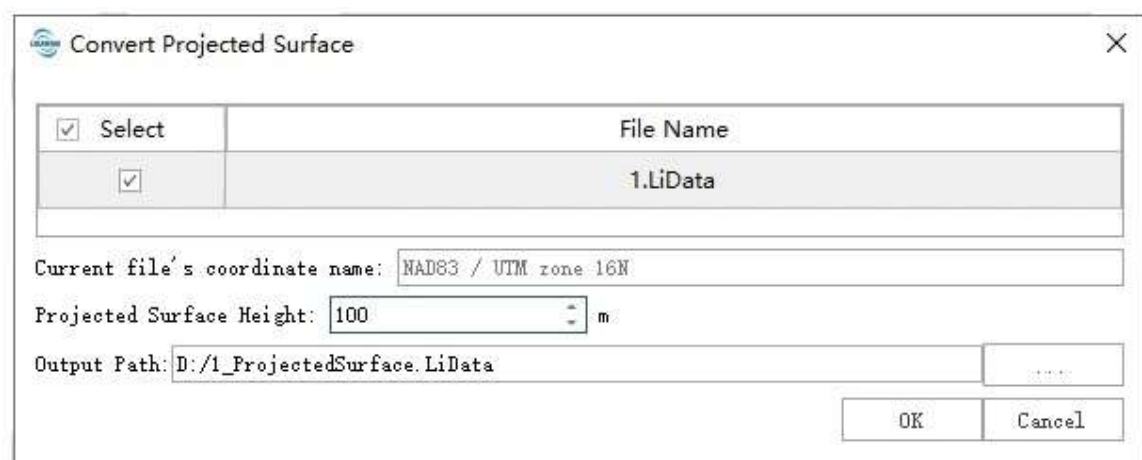 Convert Projected Surface
Select File Name
1.LiData
Current file's coordinate name: NAD83 / UTM zone 16N
Projected Surface Height: 100 m
Output Path: D:/1_ProjectedSurface.LiData ...
OK Cancel